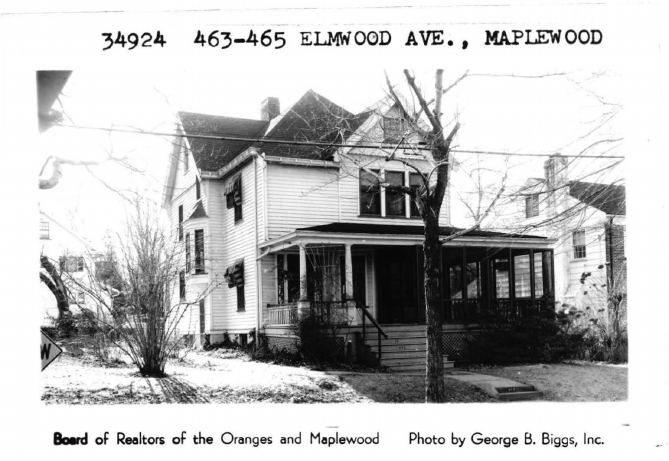 34924 463-465 ELMWOOD AVE., MAPLEWOOD
W
Board of Realtors of the Oranges and Maplewood Photo by George B. Biggs, Inc.